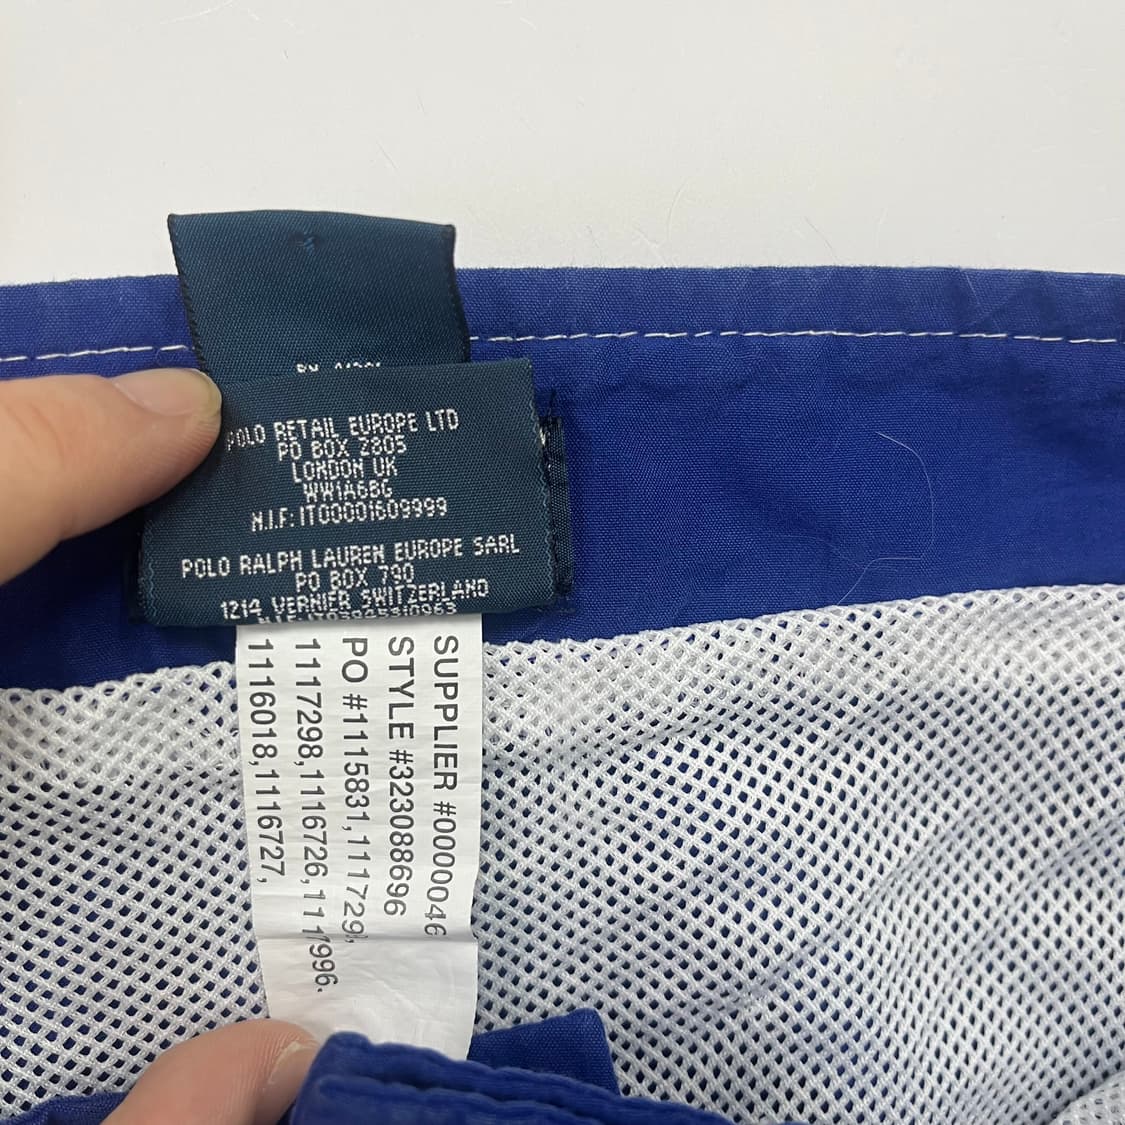 POLO RETAIL EUROPE LTD
PO BOX 2805
LONDON UK
WW1A6BG
N.I.F: IT00001609999
POLO RALPH LAUREN EUROPE SARL
PO BOX 790
1214 VERNIER SWITZERLAND
SUPPLIER #0000046
STYLE #323088696
PO #1115831,111729
1117298,1116726,111996
1116018,1116727,